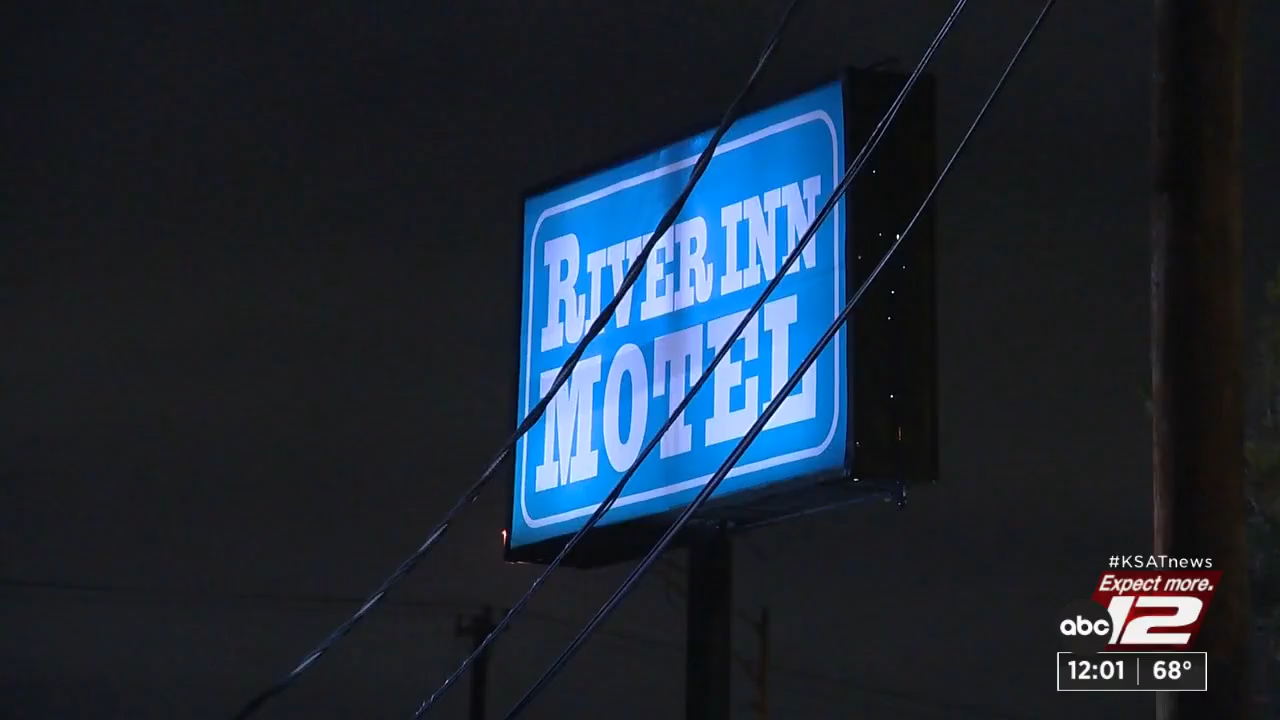 RIVER INN
MOTEL
#KSATnews
Expect more.
abc 12
12:01 68°